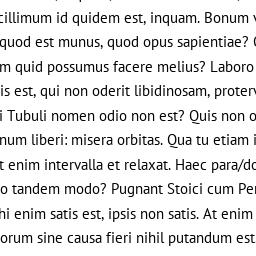 cillimum id quidem est, inquam. Bonum
quod est munus, quod opus sapientiae?
m quid possumus facere melius? Laboro
is est, qui non oderit libidinosam, proterv
i Tubuli nomen odio non est? Quis non o
num liberi: misera orbitas. Qua tu etiam i
t enim intervalla et relaxat. Haec para/do
o tandem modo? Pugnant Stoici cum Per
hi enim satis est, ipsis non satis. At enim
orum sine causa fieri nihil putandum est